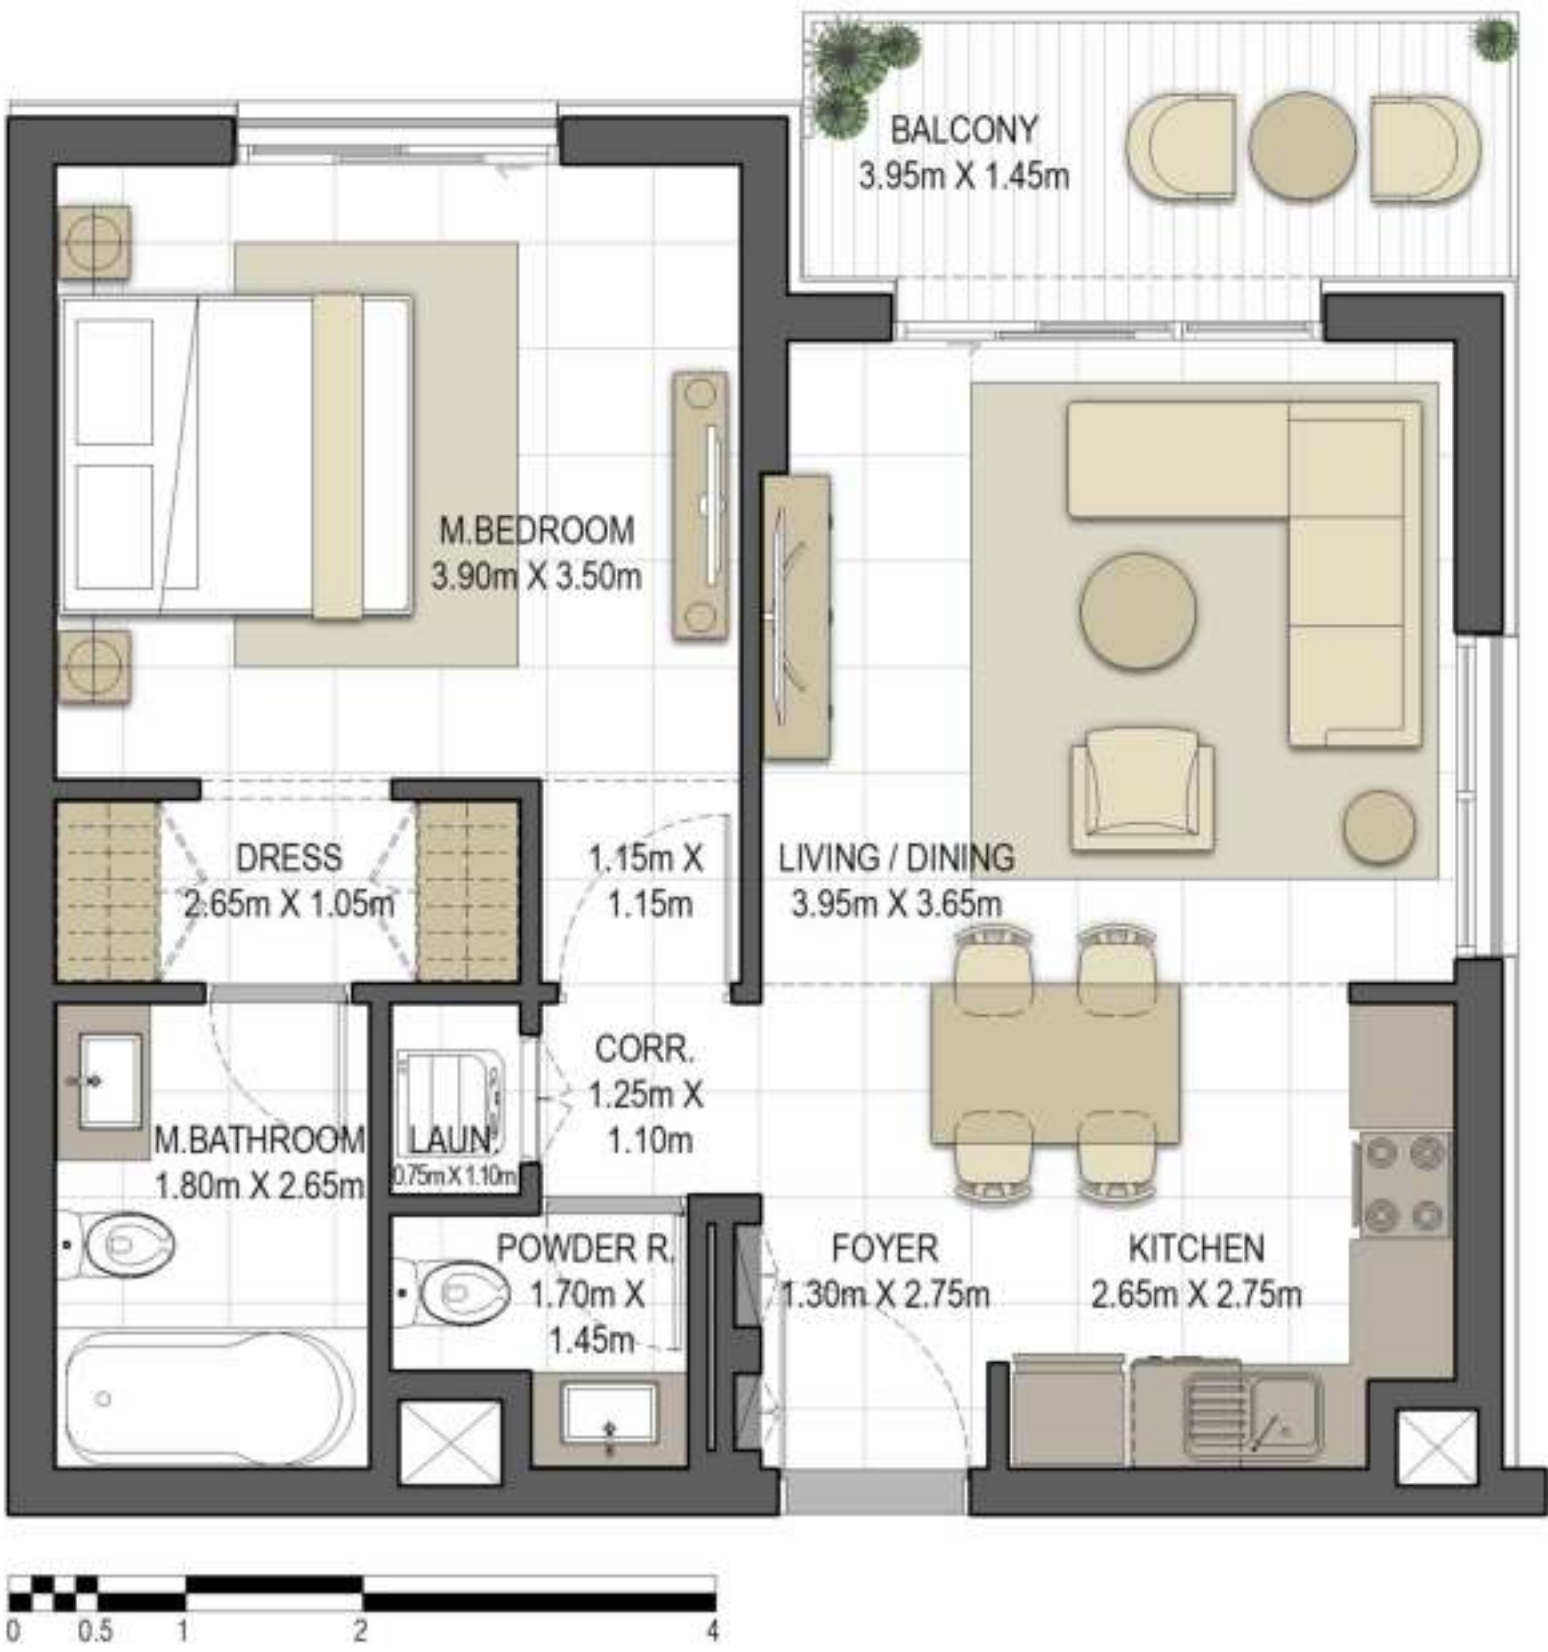 BALCONY
3.95m X 1.45m
M.BEDROOM
3.90m X 3.50m
DRESS
2.65m X 1.05m
1.15m X
1.15m
LIVING / DINING
3.95m X 3.65m
CORR.
1.25m X
1.10m
M.BATHROOM
1.80m X 2.65m
LAUN.
0.75m X 1.10m
POWDER R.
1.70m X
1.45m
FOYER
1.30m X 2.75m
KITCHEN
2.65m X 2.75m
0 0.5 1 2 4